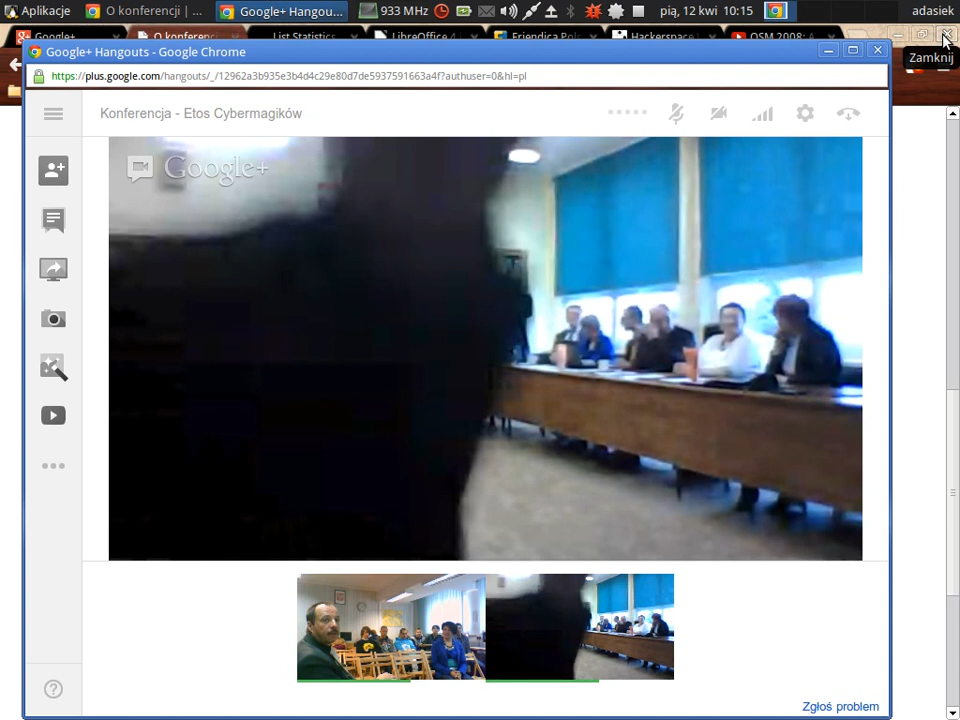 Aplikacje
O konferencji | ...
Google+ Hangou...
933 MHz
pią, 12 kwi 10:15
adasiek
Google+
O konferenc
List Statistics
LibreOffice 4
Friendica Pols
Hackerspace
OSM 2008: A
Google+ Hangouts - Google Chrome
Zamknij
https://plus.google.com/hangouts/_/12962a3b935e3b4d4c29e80d7de5937591663a4f?authuser=0&hl=pl
Konferencja - Etos Cybermagików
Google+
Zgłoś problem